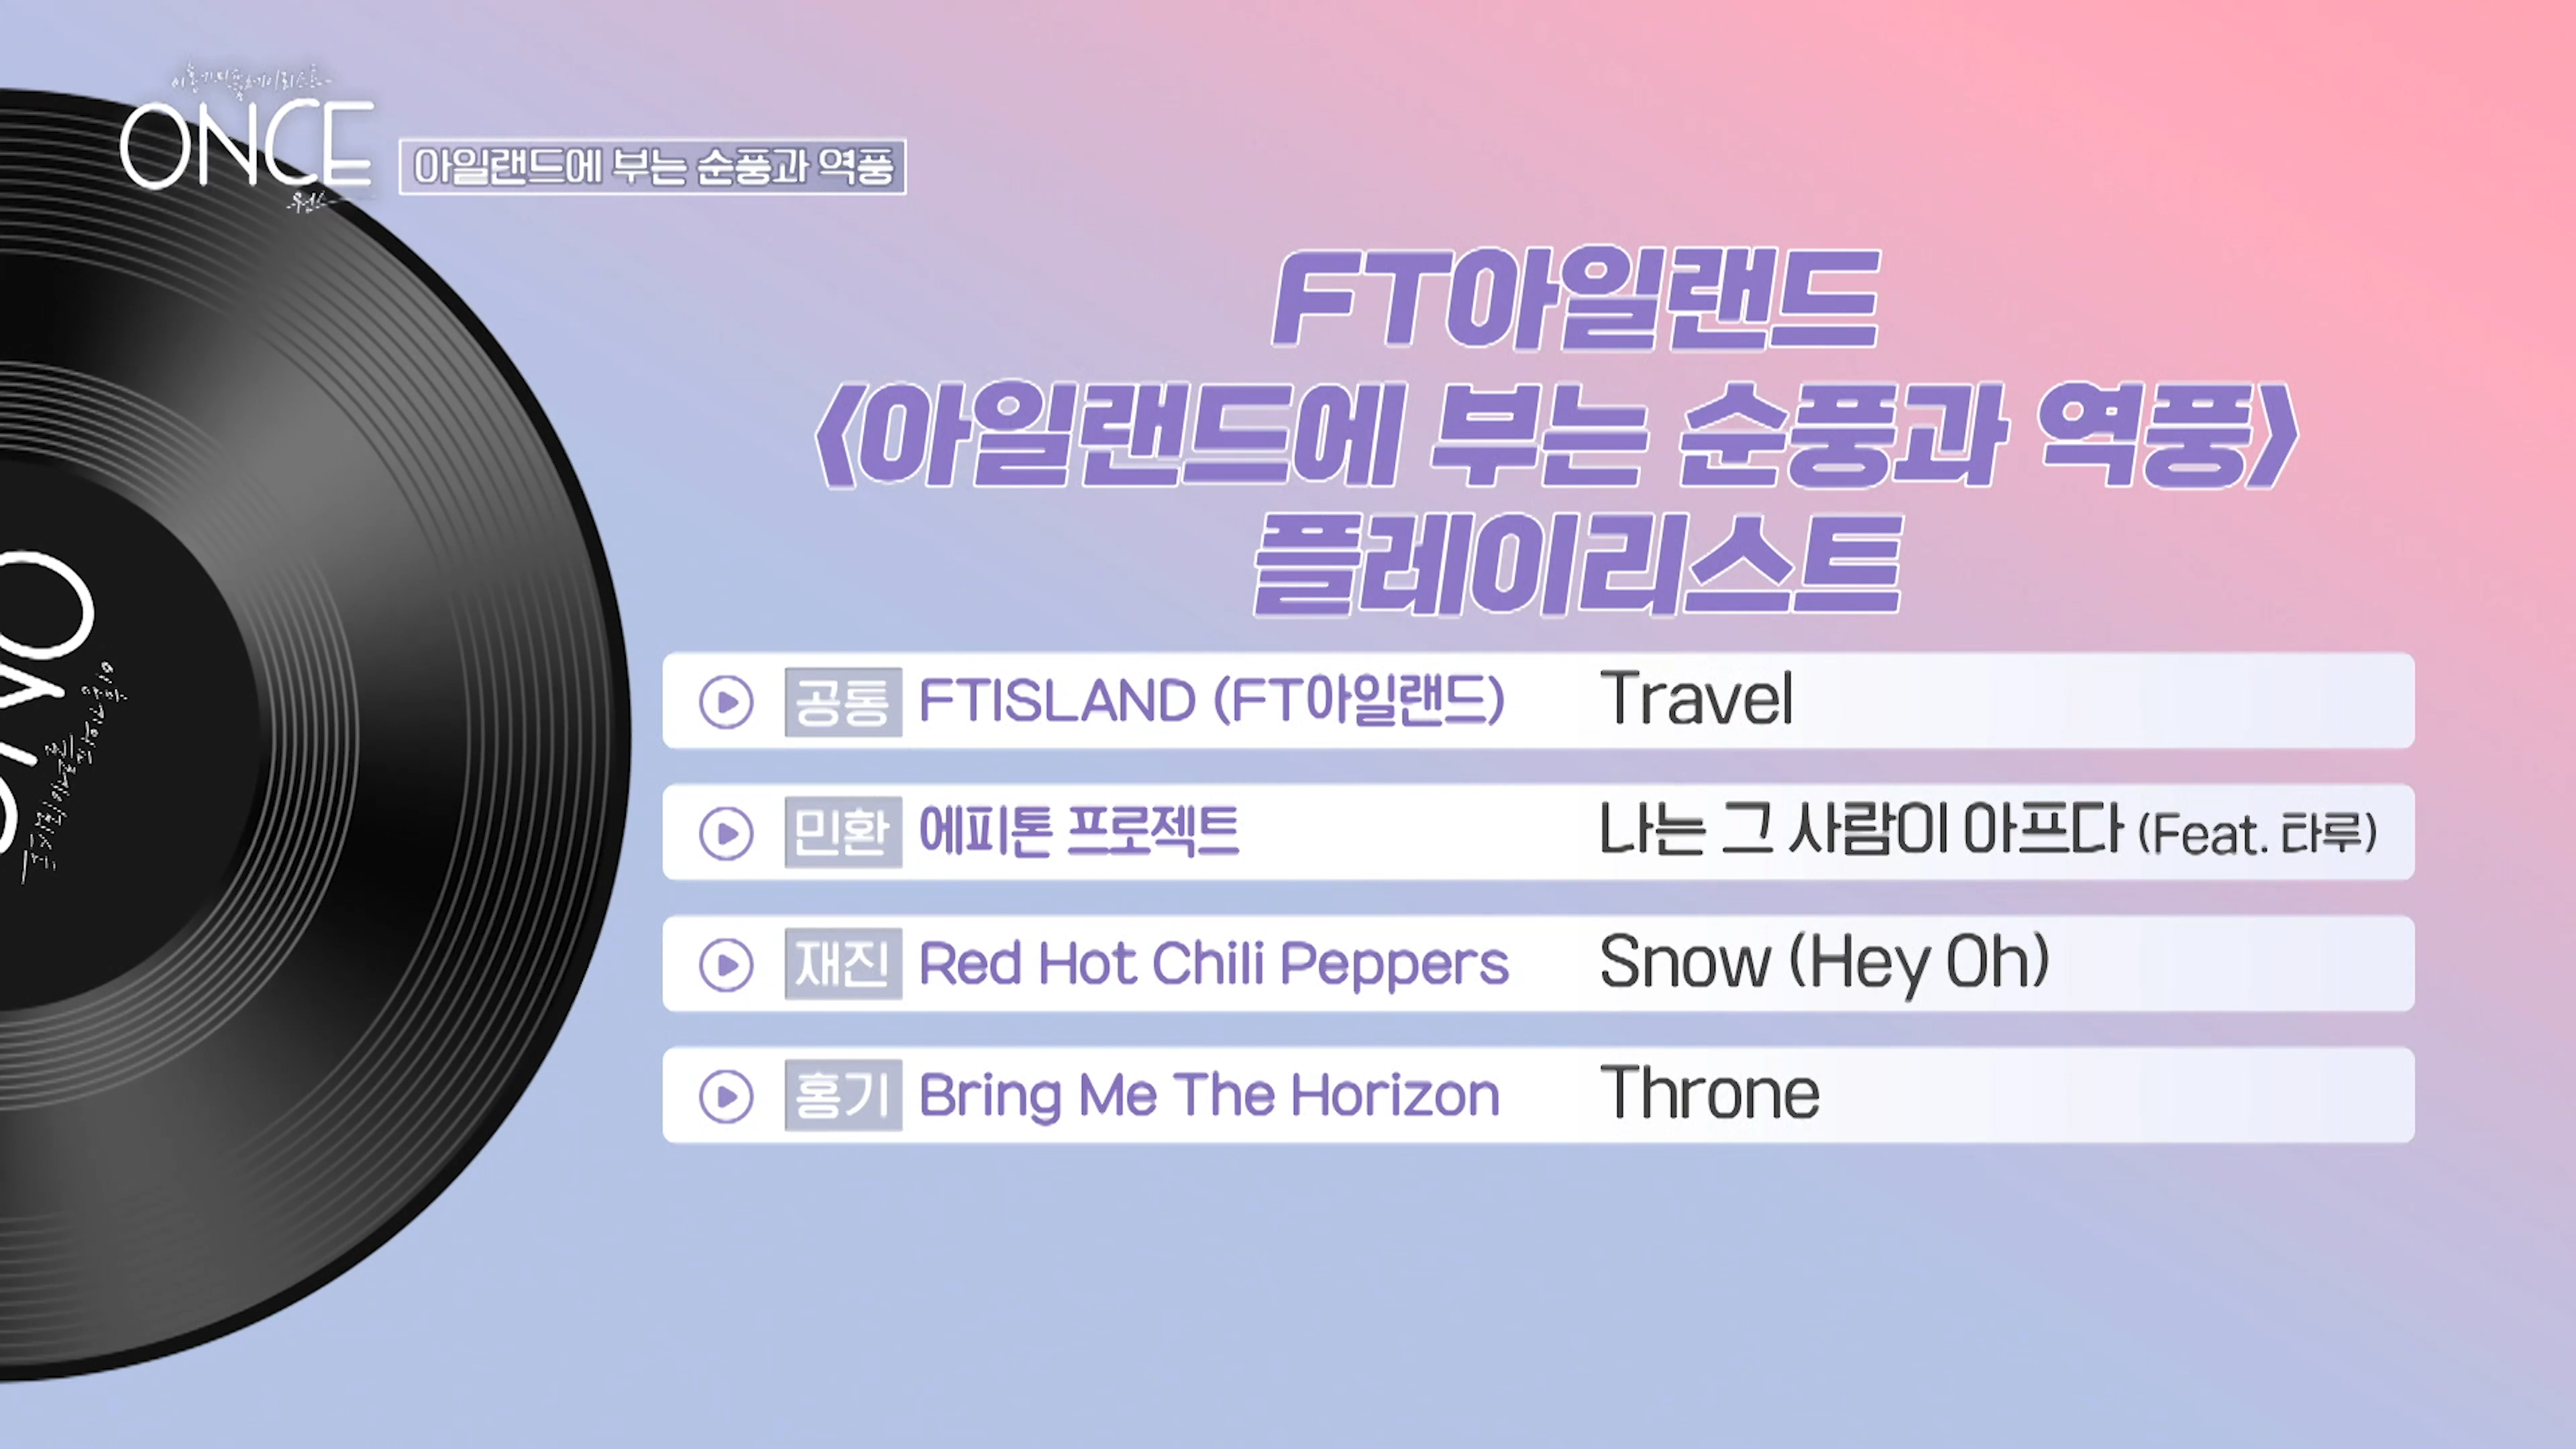 ONCE
원스
아일랜드에 부는 순풍과 역풍
FT아일랜드
〈아일랜드에 부는 순풍과 역풍〉
플레이리스트
공통 FTISLAND (FT아일랜드) Travel
민환 에피톤 프로젝트 나는 그 사람이 아프다 (Feat. 타루)
재진 Red Hot Chili Peppers Snow (Hey Oh)
홍기 Bring Me The Horizon Throne